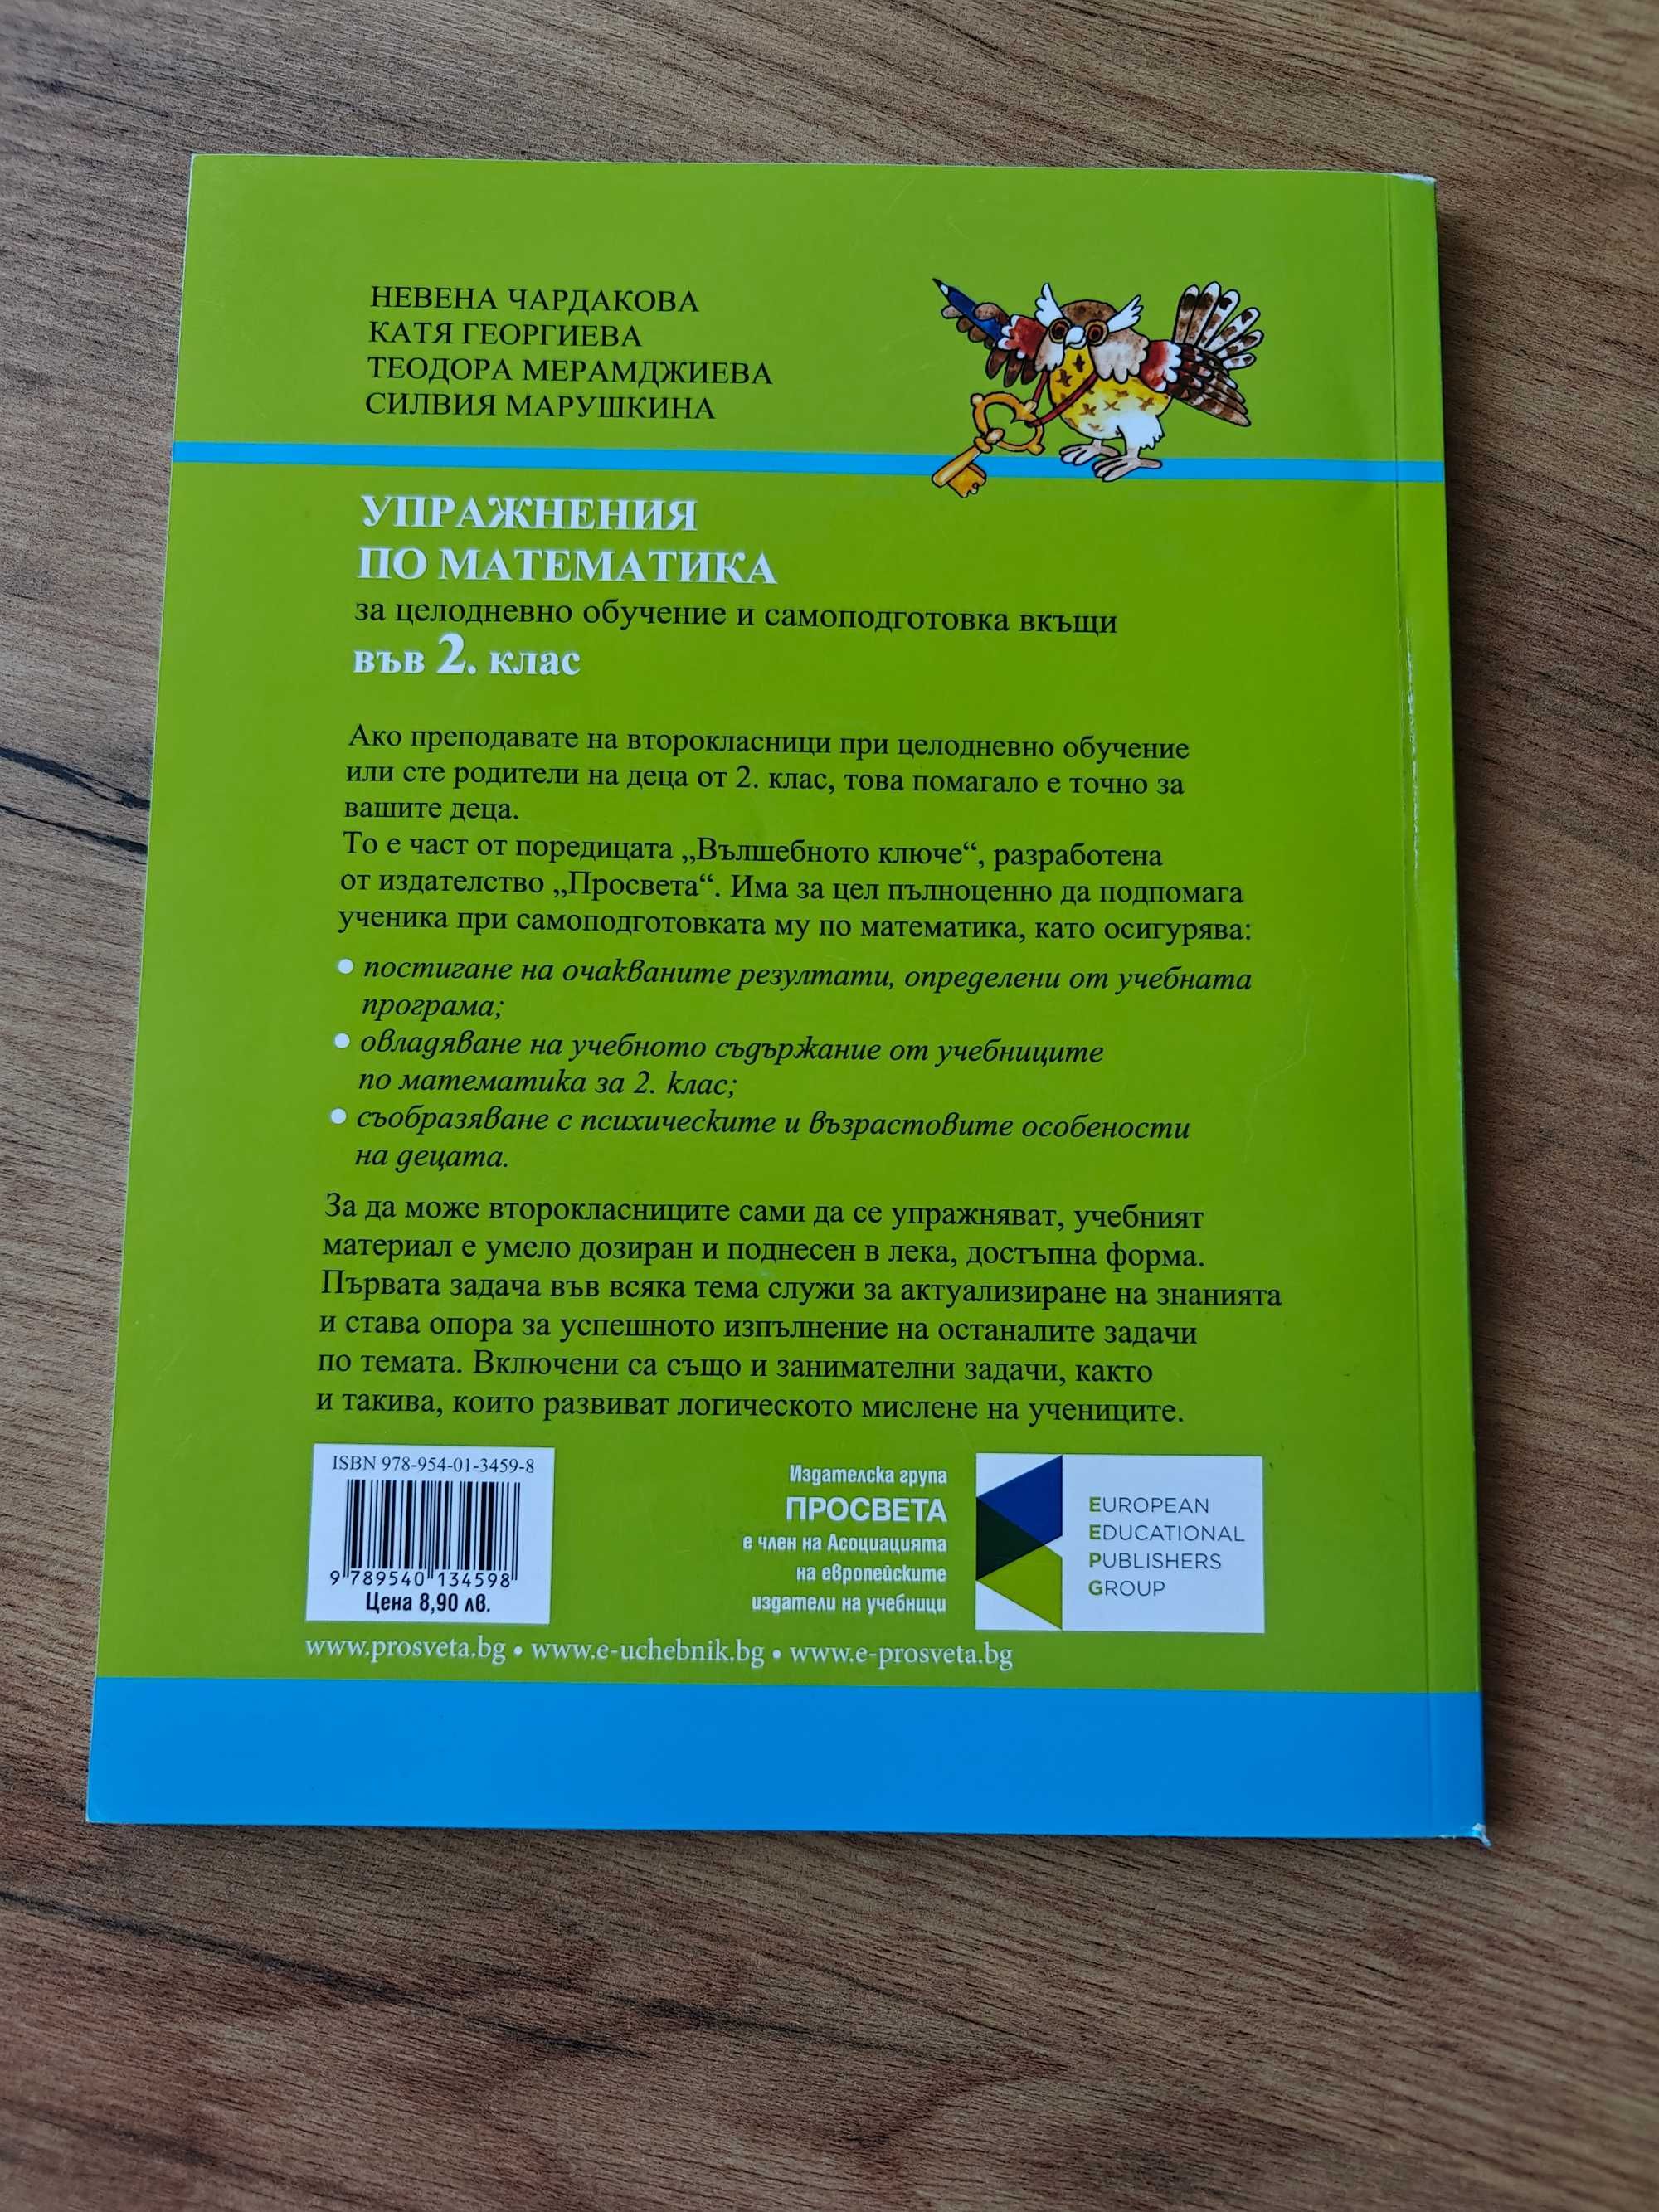 НЕВЕНА ЧАРДАКОВА
КАТЯ ГЕОРГИЕВА
ТЕОДОРА МЕРАМДЖИЕВА
СИЛВИЯ МАРУШКИНА
УПРАЖНЕНИЯ
ПО МАТЕМАТИКА
за целодневно обучение и самоподготовка вкъщи
във 2. клас
Ако преподавате на второкласници при целодневно обучение
или сте родители на деца от 2. клас, това помагало е точно за
вашите деца.
То е част от поредицата „Вълшебното ключе“, разработена
от издателство „Просвета“. Има за цел пълноценно да подпомага
ученика при самоподготовката му по математика, като осигурява:
• постигане на очакваните резултати, определени от учебната
програма;
• овладяване на учебното съдържание от учебниците
по математика за 2. клас;
• съобразяване с психическите и възрастовите особености
на децата.
За да може второкласниците сами да се упражняват, учебният
материал е умело дозиран и поднесен в лека, достъпна форма.
Първата задача във всяка тема служи за актуализиране на знанията
и става опора за успешното изпълнение на останалите задачи
по темата. Включени са също и занимателни задачи, както
и такива, които развиват логическото мислене на учениците.
ISBN 978-954-01-3459-8
9 789540 134598
Цена 8,90 лв.
Издателска група
ПРОСВЕТА
е член на Асоциацията
на европейските
издатели на учебници
EUROPEAN
EDUCATIONAL
PUBLISHERS
GROUP
www.prosveta.bg • www.e-uchebnik.bg • www.e-prosveta.bg